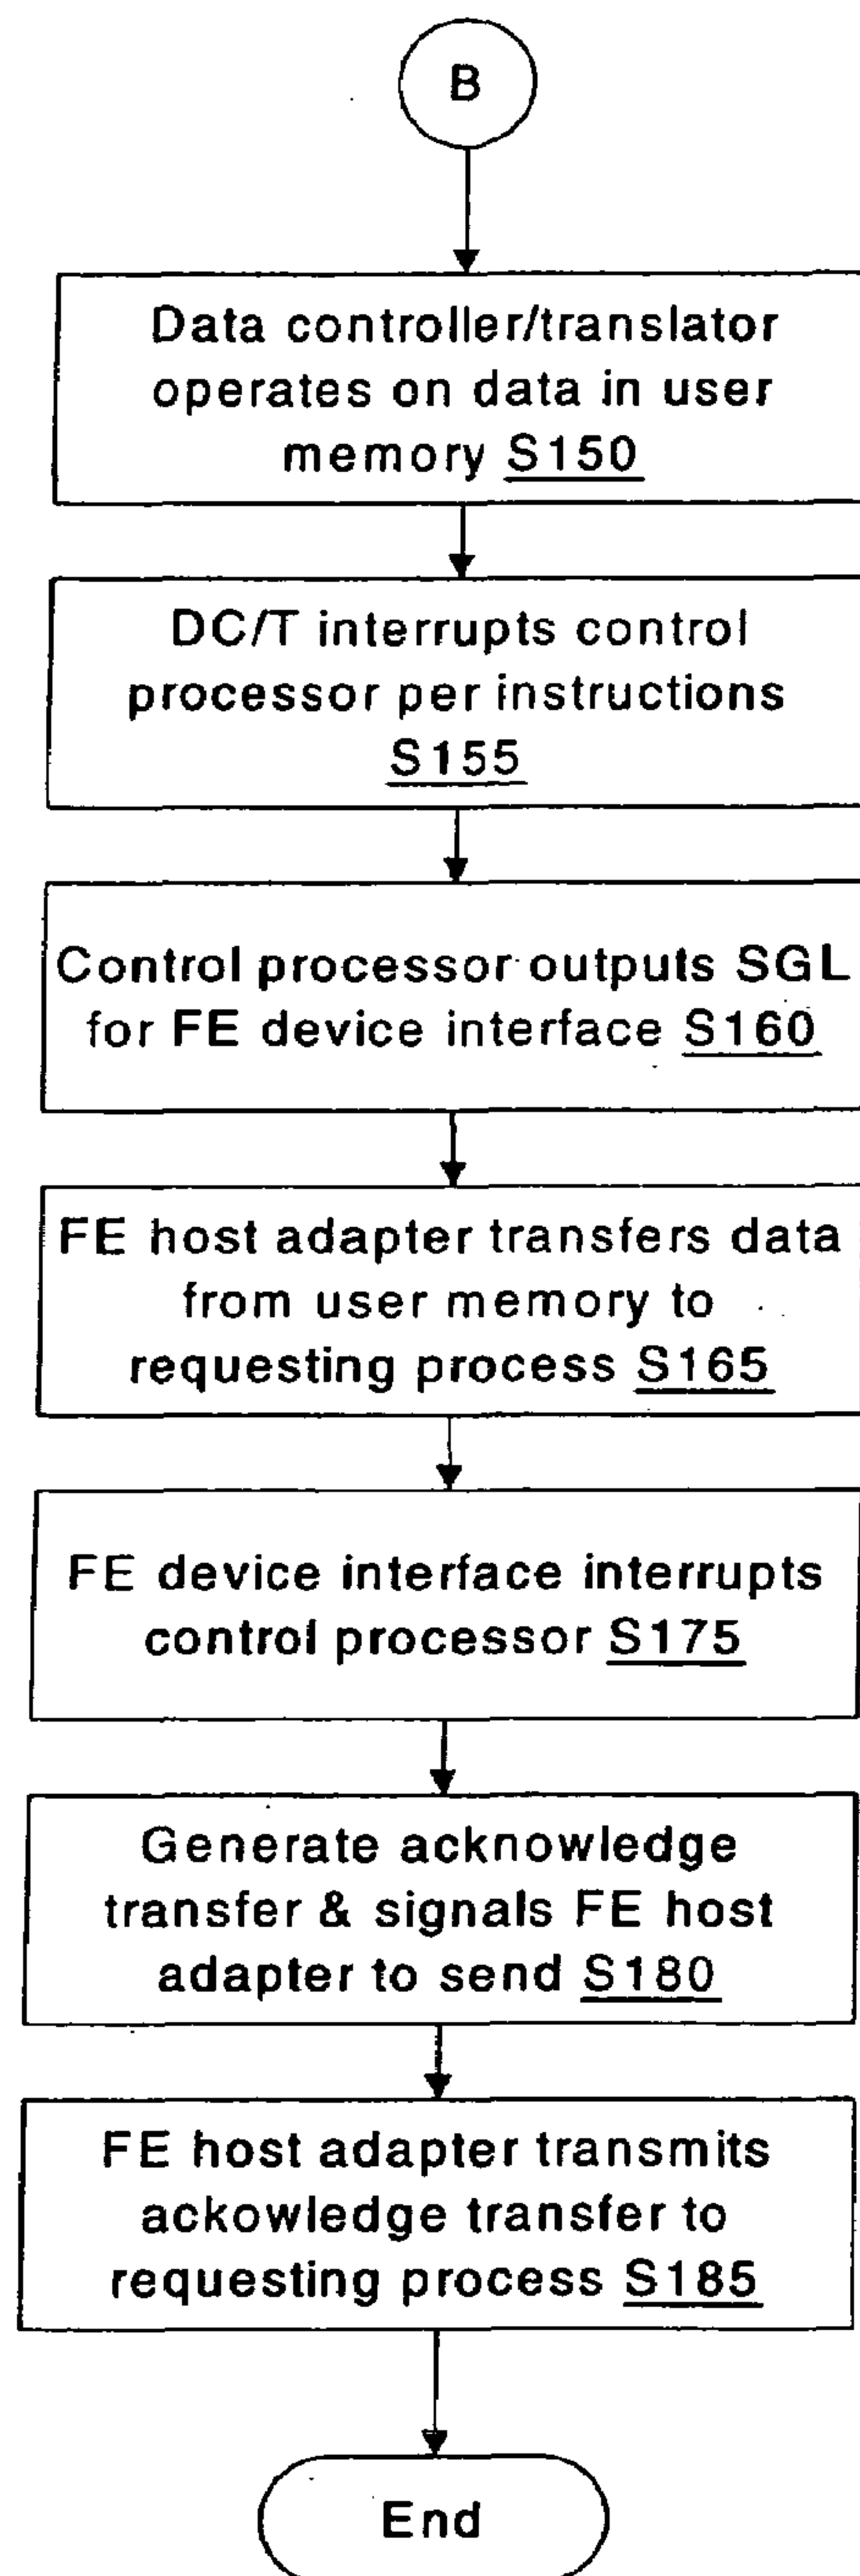 B
Data controller/translator
operates on data in user
memory S150
DC/T interrupts control
processor per instructions
S155
Control processor outputs SGL
for FE device interface S160
FE host adapter transfers data
from user memory to
requesting process S165
FE device interface interrupts
control processor S175
Generate acknowledge
transfer & signals FE host
adapter to send S180
FE host adapter transmits
ackowledge transfer to
requesting process S185
End